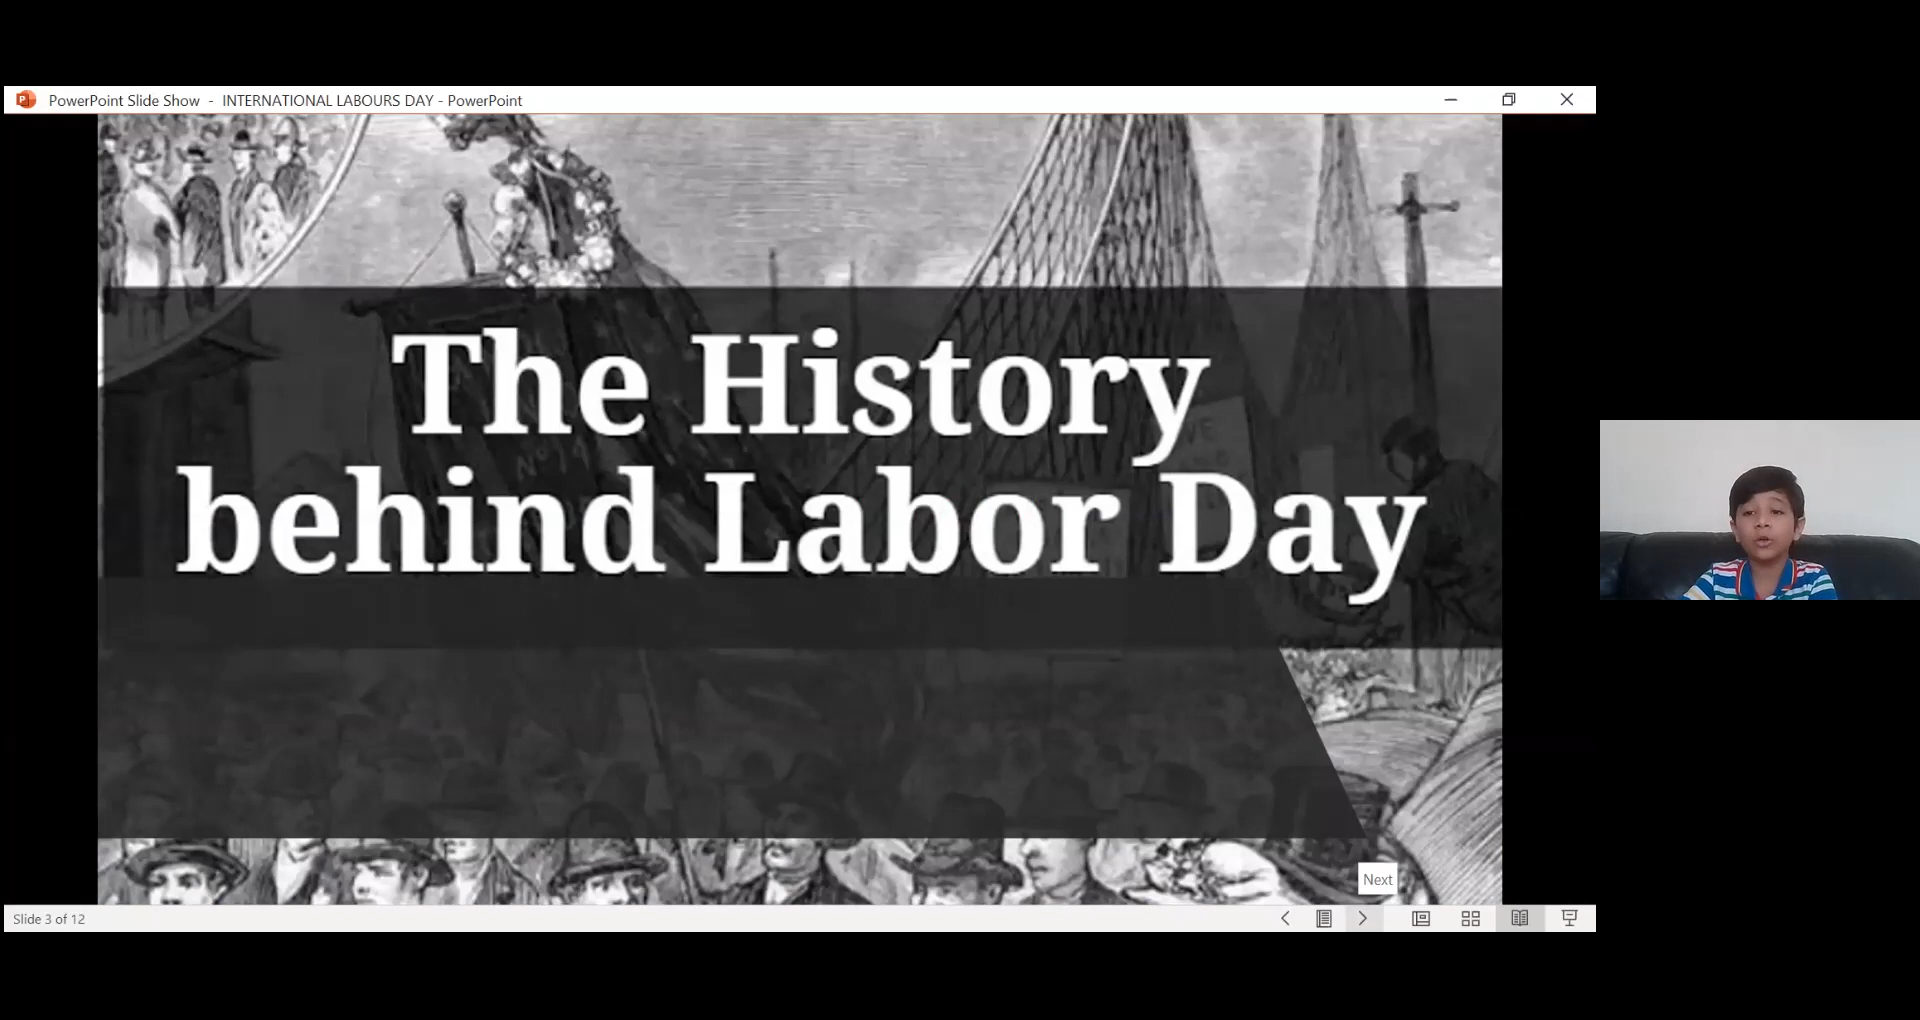 PowerPoint Slide Show - INTERNATIONAL LABOURS DAY - PowerPoint
The History
behind Labor Day
Next
Slide 3 of 12